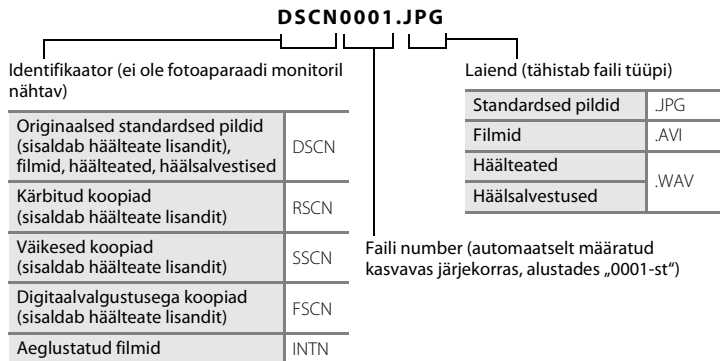 DSCN0001.JPG
Identifikaator (ei ole fotoaparaadi monitoril
nähtav)
Originaalsed standardsed pildid
(sisaldab häälteate lisandit),
filmid, häälteated, häälsalvestised
DSCN
Kärbitud koopiad
(sisaldab häälteate lisandit)
RSCN
Väikesed koopiad
(sisaldab häälteate lisandit)
SSCN
Digitaalvalgustusega koopiad
(sisaldab häälteate lisandit)
FSCN
Aeglustatud filmid
INTN
Laiend (tähistab faili tüüpi)
Standardsed pildid
.JPG
Filmid
.AVI
Häälteated
Häälsalvestused
.WAV
Faili number (automaatselt määratud
kasvavas järjekorras, alustades „0001-st“)